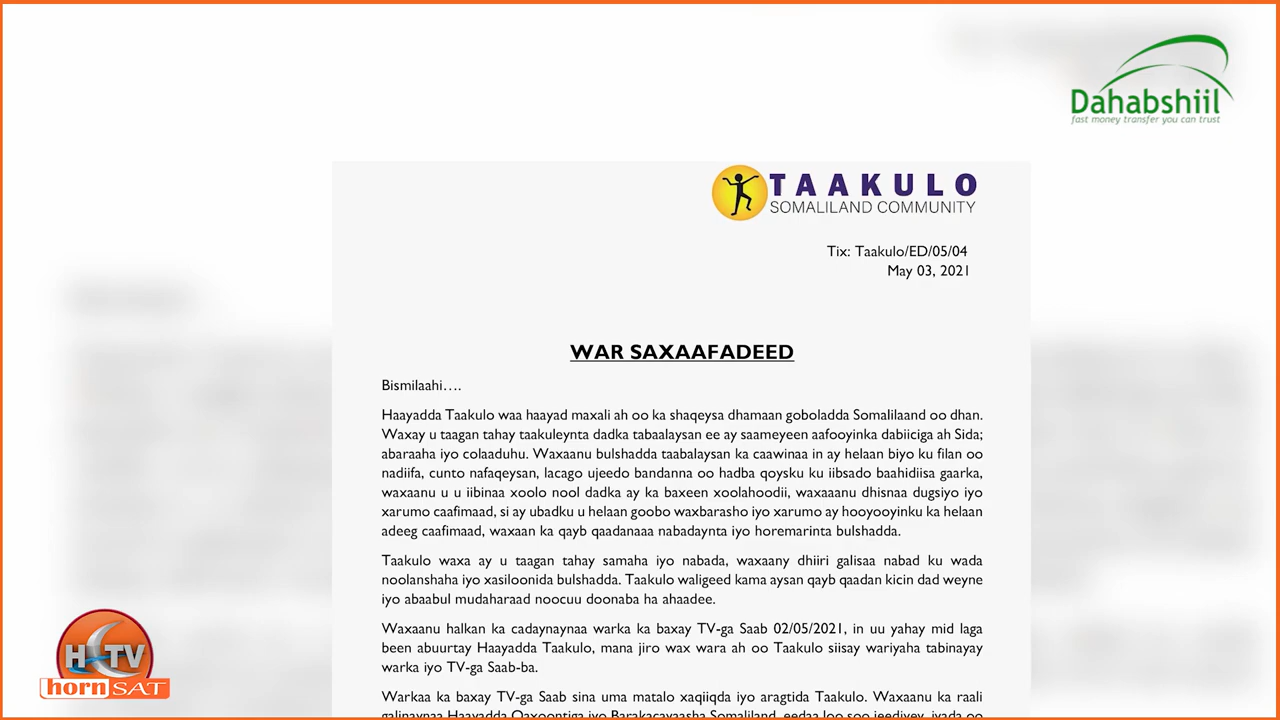 Dahabshiil
fast money transfer you can trust
TAAKULO
SOMALILAND COMMUNITY
Tix: Taakulo/ED/05/04
May 03, 2021
WAR SAXAAFADEED
Bismilaahi….
Haayadda Taakulo waa haayad maxali ah oo ka shaqeysa dhamaan goboladda Somalilaand oo dhan.
Waxay u taagan tahay taakuleynta dadka tabaalaysan ee ay saameyeen aafooyinka dabiiciga ah Sida;
abaraaha iyo colaaduhu. Waxaanu bulshadda taabalaysan ka caawinaa in ay helaan biyo ku filan oo
nadiifa, cunto nafaqeysan, lacago ujeedo bandanna oo hadba qoysku ku iibsado baahidiisa gaarka,
waxaanu u u iibinaa xoolo nool dadka ay ka baxeen xoolahoodii, waxaaanu dhisnaa dugsiyo iyo
xarumo caafimaad, si ay ubadku u helaan goobo waxbarasho iyo xarumo ay hooyooyinku ka helaan
adeeg caafimaad, waxaan ka qayb qaadanaaa nabadaynta iyo horemarinta bulshadda.
Taakulo waxa ay u taagan tahay samaha iyo nabada, waxaany dhiiri galisaa nabad ku wada
noolanshaha iyo xasiloonida bulshadda. Taakulo waligeed kama aysan qayb qaadan kicin dad weyne
iyo abaabul mudaharaad noocuu doonaba ha ahaadee.
Waxaanu halkan ka cadaynaynaa warka ka baxay TV-ga Saab 02/05/2021, in uu yahay mid laga
been abuurtay Haayadda Taakulo, mana jiro wax wara ah oo Taakulo siisay wariyaha tabinayay
warka iyo TV-ga Saab-ba.
Warkaa ka baxay TV-ga Saab sina uma matalo xaqiiqda iyo aragtida Taakulo. Waxaanu ka raali
galinaynaa Haayadda Qaxoontiga iyo Barakacayaasha Somaliland, eedaa loo soo jeediyey, iyada oo
HCTV
horn SAT